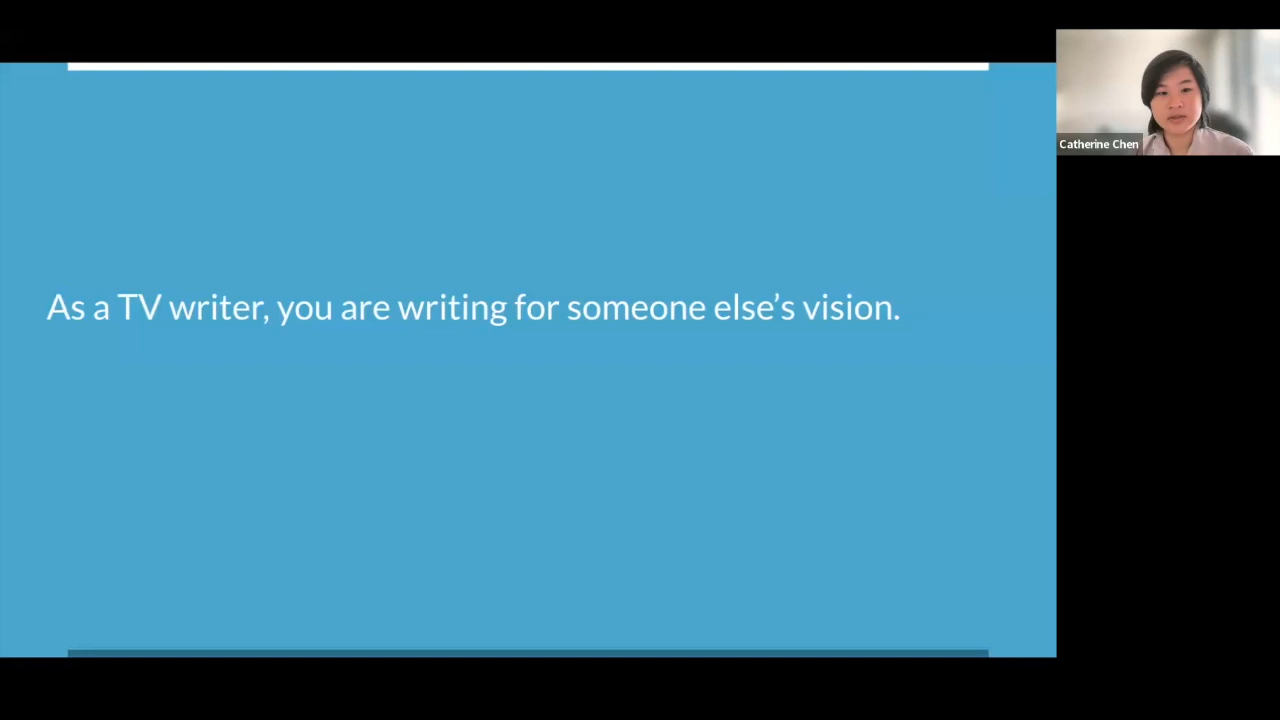 As a TV writer, you are writing for someone else’s vision.
Catherine Chen